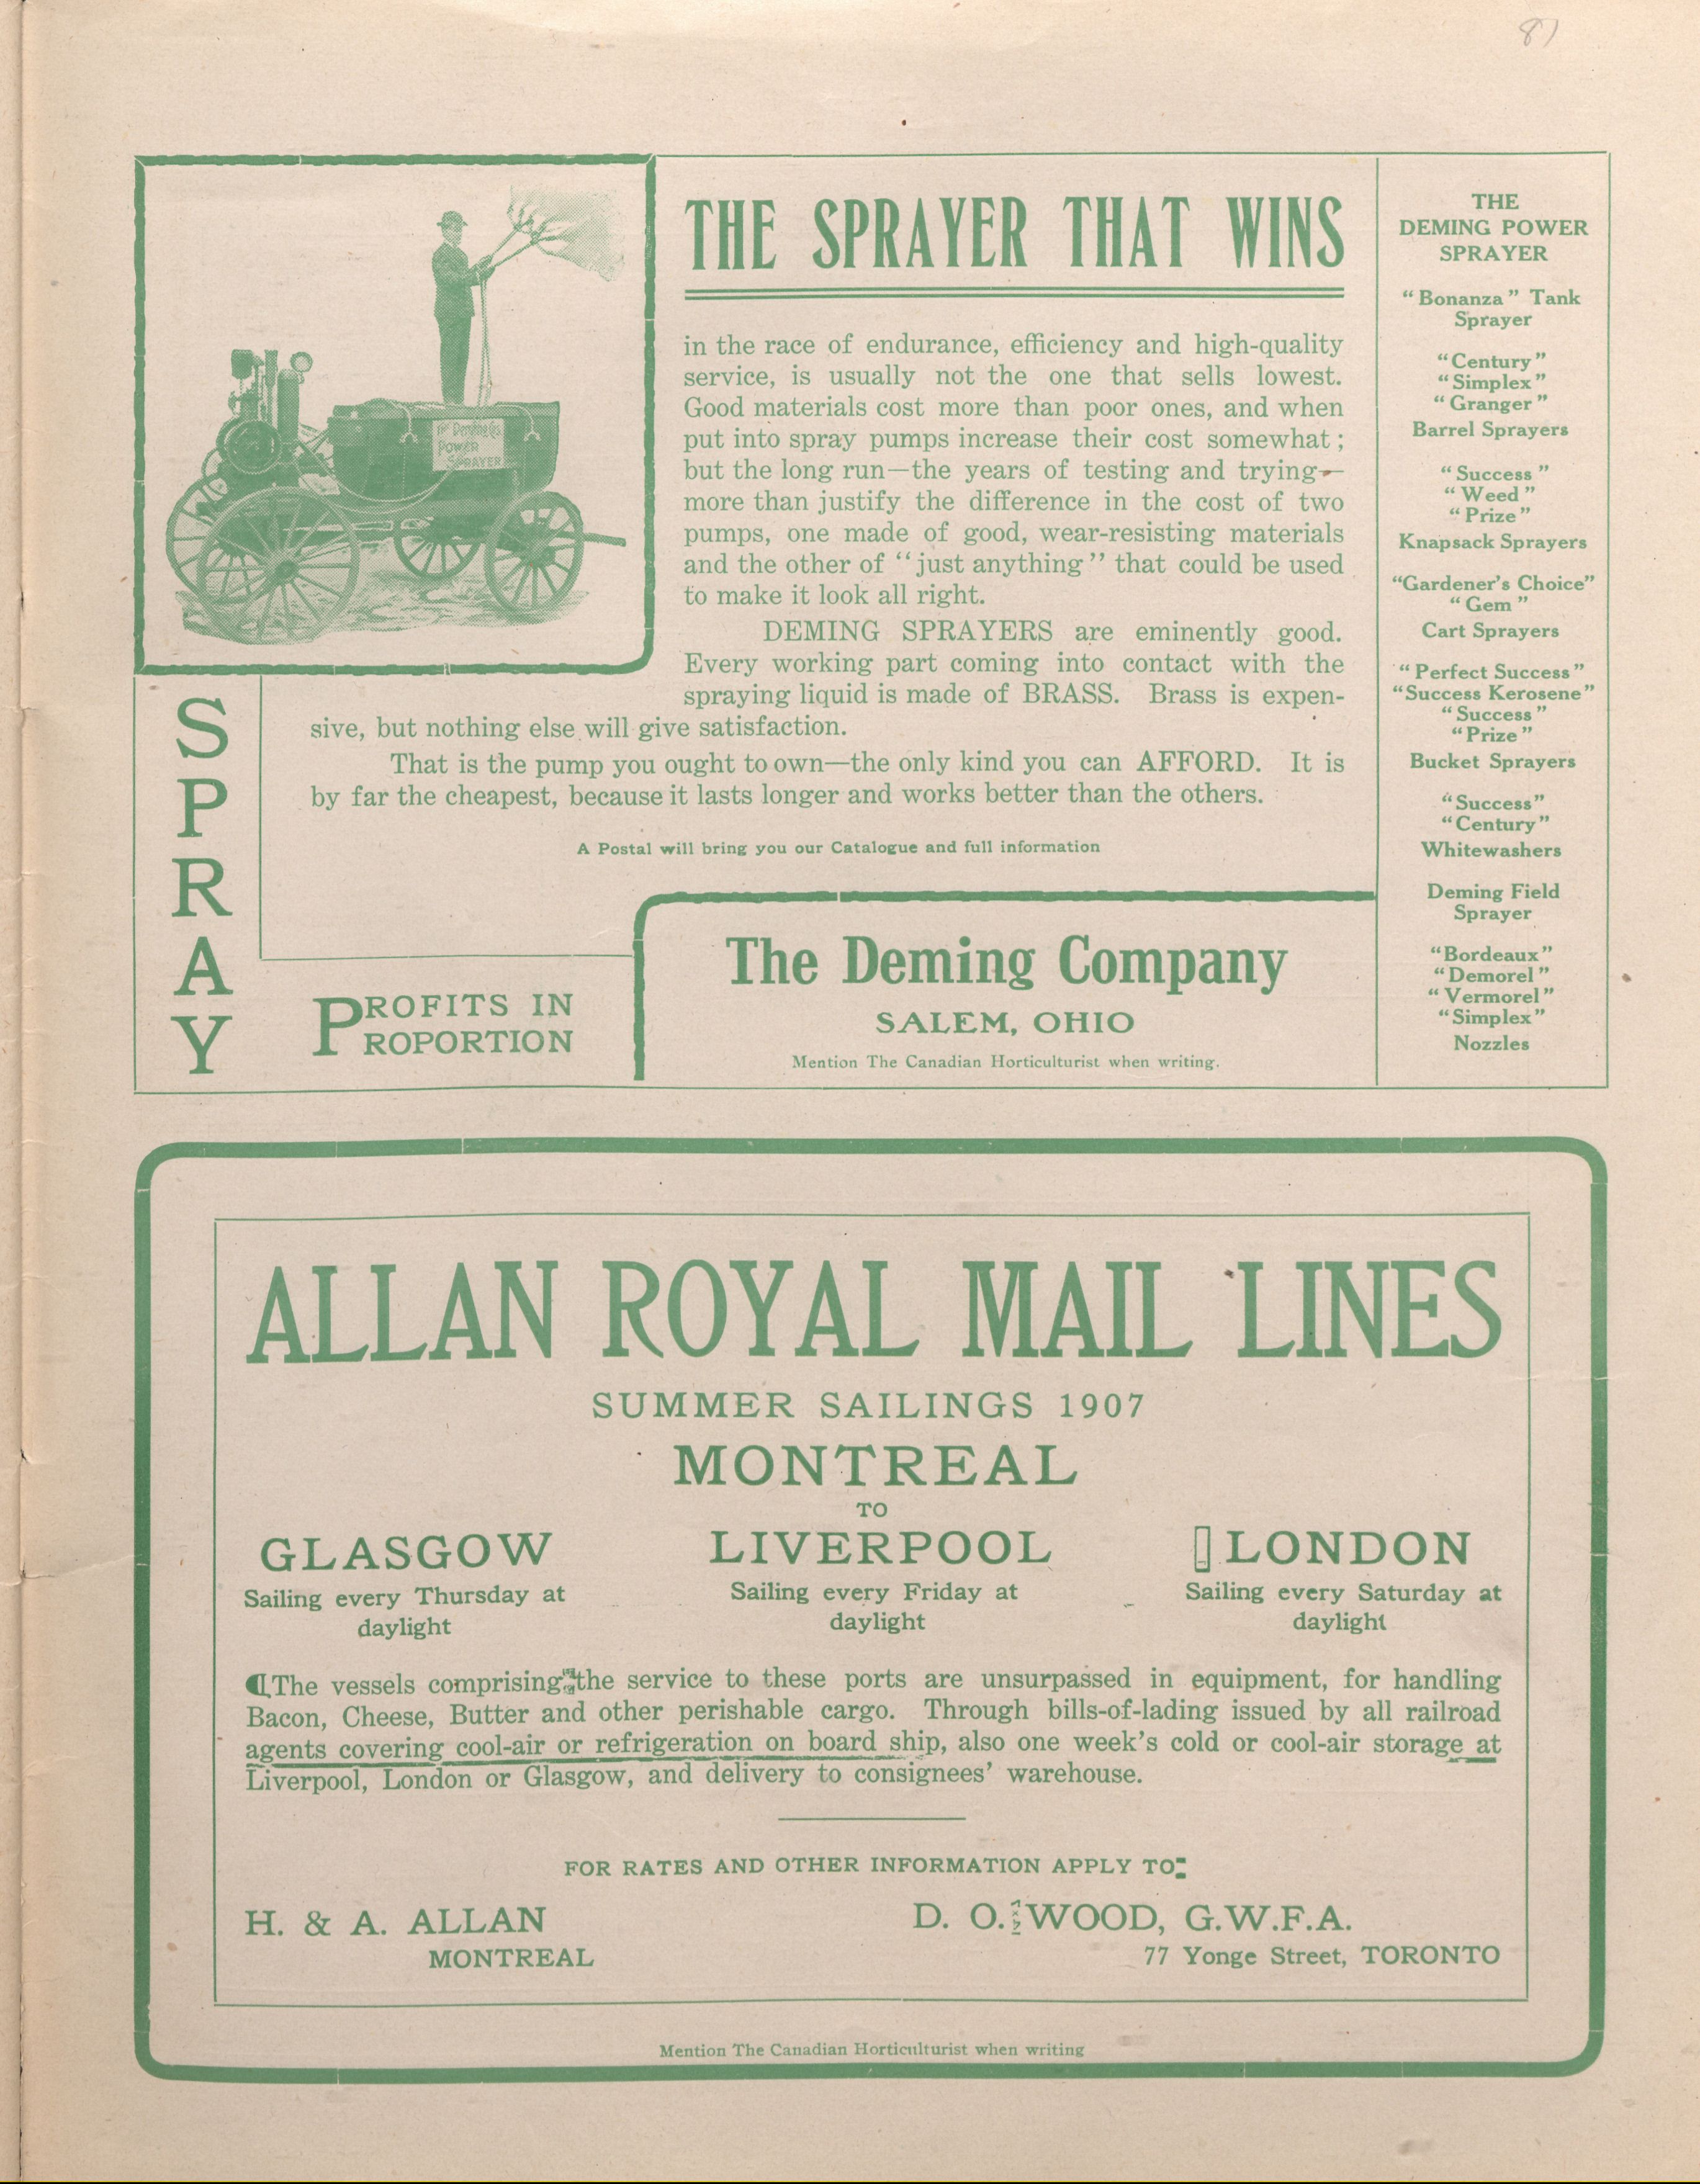 81
The Deming Co's
POWER
SPRAYER
THE SPRAYER THAT WINS
in the race of endurance, efficiency and high-quality
service, is usually not the one that sells lowest.
Good materials cost more than poor ones, and when
put into spray pumps increase their cost somewhat;
but the long run—the years of testing and trying—
more than justify the difference in the cost of two
pumps, one made of good, wear-resisting materials
and the other of "just anything" that could be used
to make it look all right.
DEMING SPRAYERS are eminently good.
Every working part coming into contact with the
spraying liquid is made of BRASS. Brass is expen-
sive, but nothing else will give satisfaction.
That is the pump you ought to own—the only kind you can AFFORD. It is
by far the cheapest, because it lasts longer and works better than the others.
A Postal will bring you our Catalogue and full information
S
P
R
A
Y
PROFITS IN
PROPORTION
The Deming Company
SALEM, OHIO
Mention The Canadian Horticulturist when writing.
THE
DEMING POWER
SPRAYER
"Bonanza" Tank
Sprayer
"Century"
"Simplex"
"Granger"
Barrel Sprayers
"Success"
"Weed"
"Prize"
Knapsack Sprayers
"Gardener's Choice"
"Gem"
Cart Sprayers
"Perfect Success"
"Success Kerosene"
"Success"
"Prize"
Bucket Sprayers
"Success"
"Century"
Whitewashers
Deming Field
Sprayer
"Bordeaux"
"Demorel"
"Vermorel"
"Simplex"
Nozzles
ALLAN ROYAL MAIL LINES
SUMMER SAILINGS 1907
MONTREAL
TO
GLASGOW
Sailing every Thursday at
daylight
LIVERPOOL
Sailing every Friday at
daylight
LONDON
Sailing every Saturday at
daylight
¶The vessels comprising the service to these ports are unsurpassed in equipment, for handling
Bacon, Cheese, Butter and other perishable cargo. Through bills-of-lading issued by all railroad
agents covering cool-air or refrigeration on board ship, also one week's cold or cool-air storage at
Liverpool, London or Glasgow, and delivery to consignees' warehouse.
FOR RATES AND OTHER INFORMATION APPLY TO:
H. & A. ALLAN
MONTREAL
D. O. WOOD, G.W.F.A.
77 Yonge Street, TORONTO
Mention The Canadian Horticulturist when writing